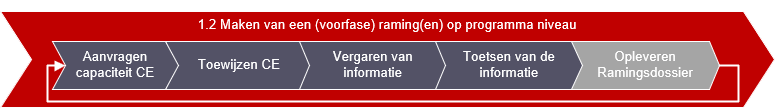 1.2 Maken van een (voorfase) raming(en) op programma niveau
Aanvragen
capaciteit CE
Toewijzen CE
Vergaren van
informatie
Toetsen van de
informatie
Opleveren
Ramingsdossier